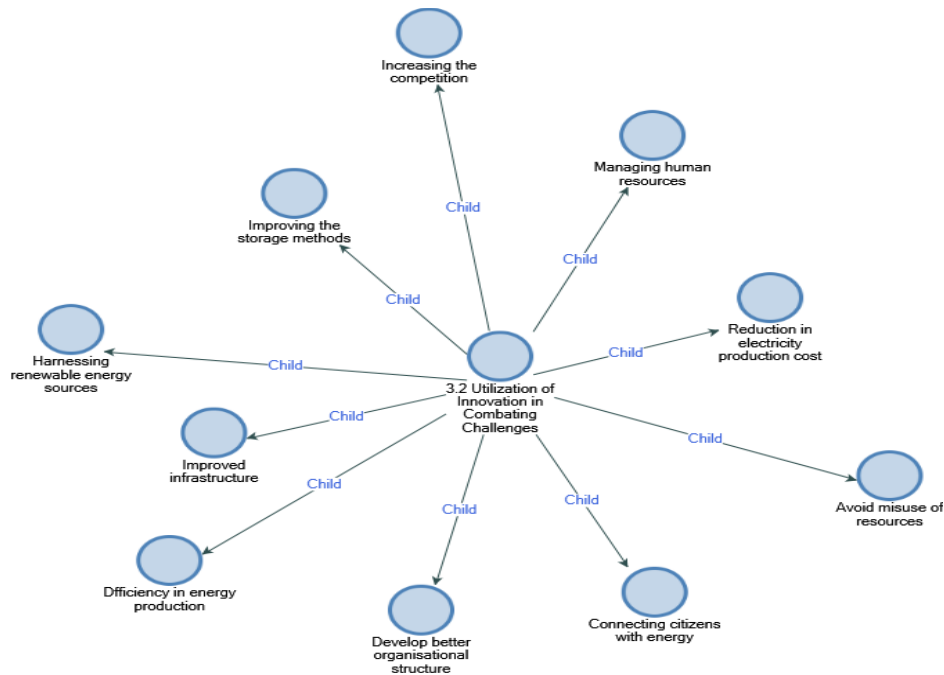 Increasing the
competition
Managing human
resources
Child
Improving the
storage methods
Child
Child
Reduction in
electricity
production cost
Harnessing
renewable energy
sources
Child
Child
3.2 Utilization of
Innovation in
Combating
Challenges
Child
Improved
infrastructure
Child
Child
Avoid misuse of
resources
Child
Child
Dfficiency in energy
production
Connecting citizens
with energy
Develop better
organisational
structure